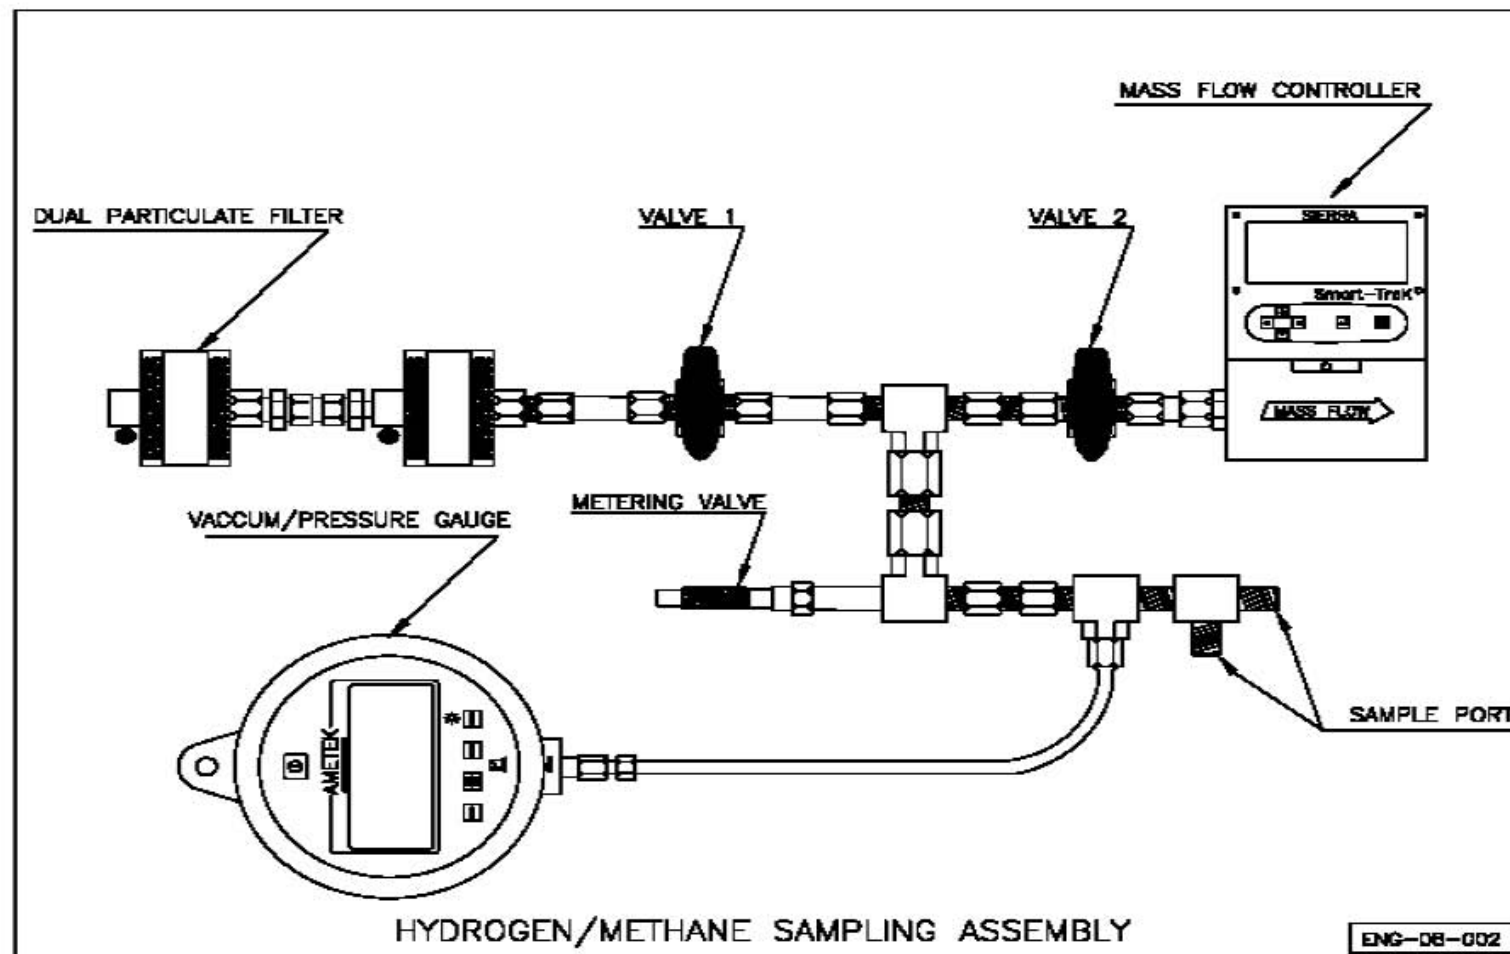 MASS FLOW CONTROLLER
DUAL PARTICULATE FILTER
VALVE 1
VALVE 2
SIERRA
Smart-Trak
MASS FLOW
VACCUM/PRESSURE GAUGE
METERING VALVE
AMETEK
SAMPLE PORT
HYDROGEN/METHANE SAMPLING ASSEMBLY
ENG-08-002